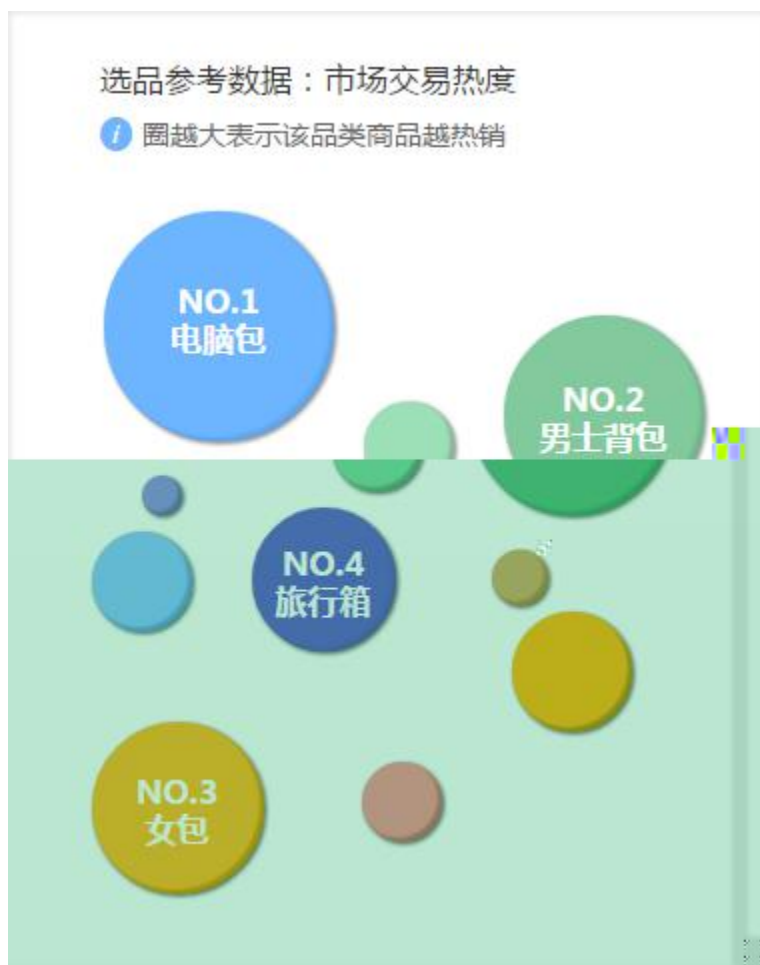 选品参考数据：市场交易热度
i 圈越大表示该品类商品越热销
NO.1
电脑包
NO.2
男士背包
NO.4
旅行箱
NO.3
女包